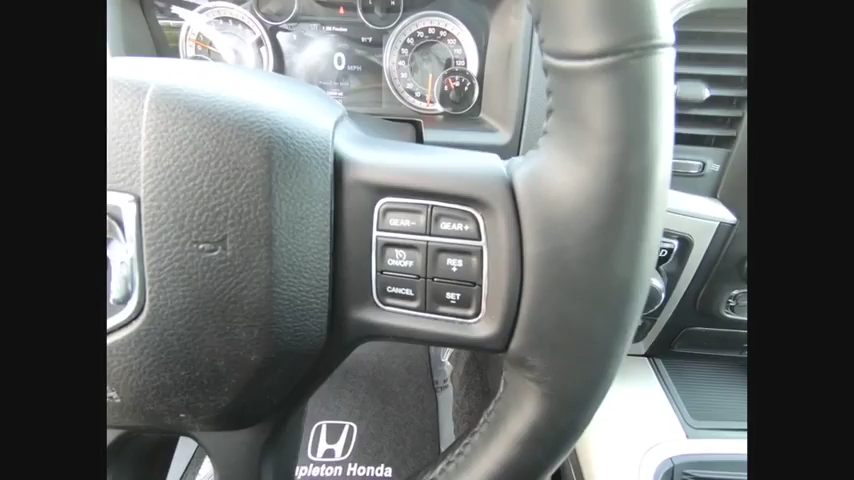 0 MPH
GEAR− GEAR+
ON/OFF
RES
+
CANCEL
SET
−
D
pleton Honda